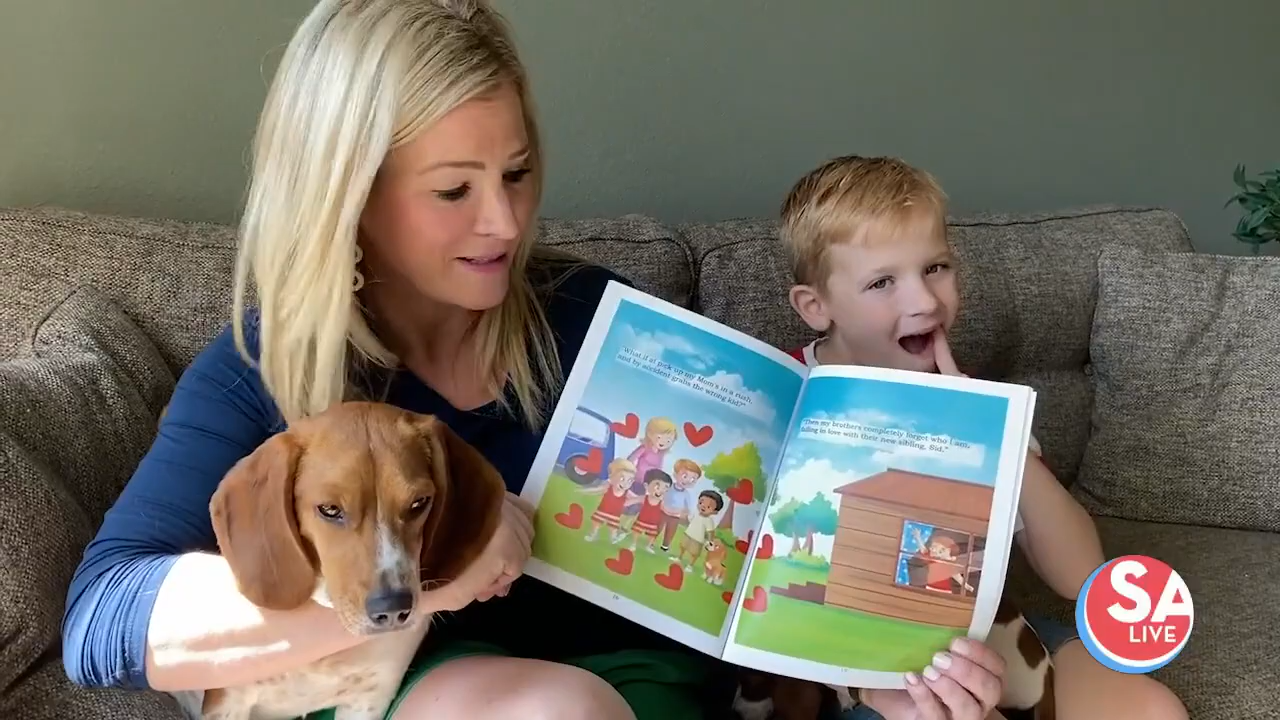 "What if at pick up my Mom's in a rush,
and by accident grabs the wrong kid?"
"Then my brothers completely forget who I am,
falling in love with their new sibling, Sid."
SA
LIVE